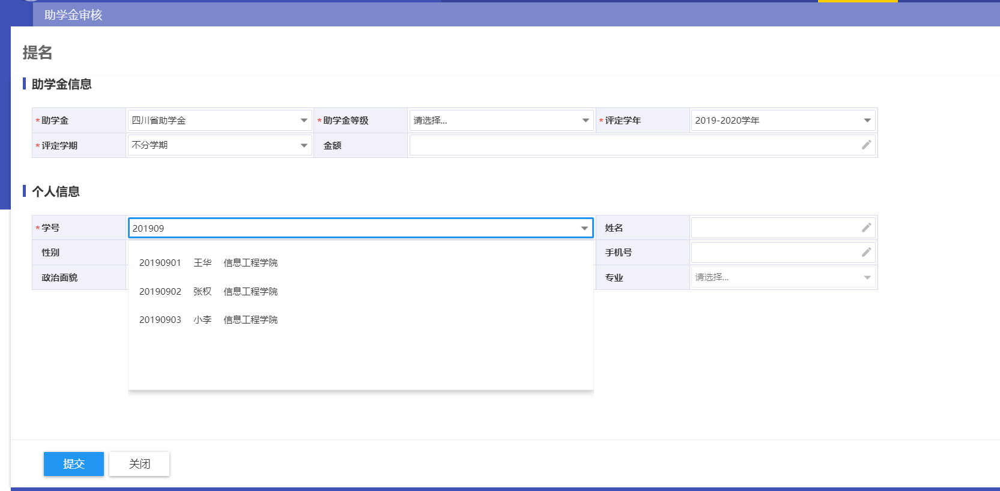 助学金审核
提名
助学金信息
*助学金 四川省助学金 *助学金等级 请选择... *评定学年 2019-2020学年
*评定学期 不分学期 金额
个人信息
*学号 201909 姓名
性别 手机号
政治面貌 专业 请选择...
20190901 王华 信息工程学院
20190902 张权 信息工程学院
20190903 小李 信息工程学院
提交 关闭